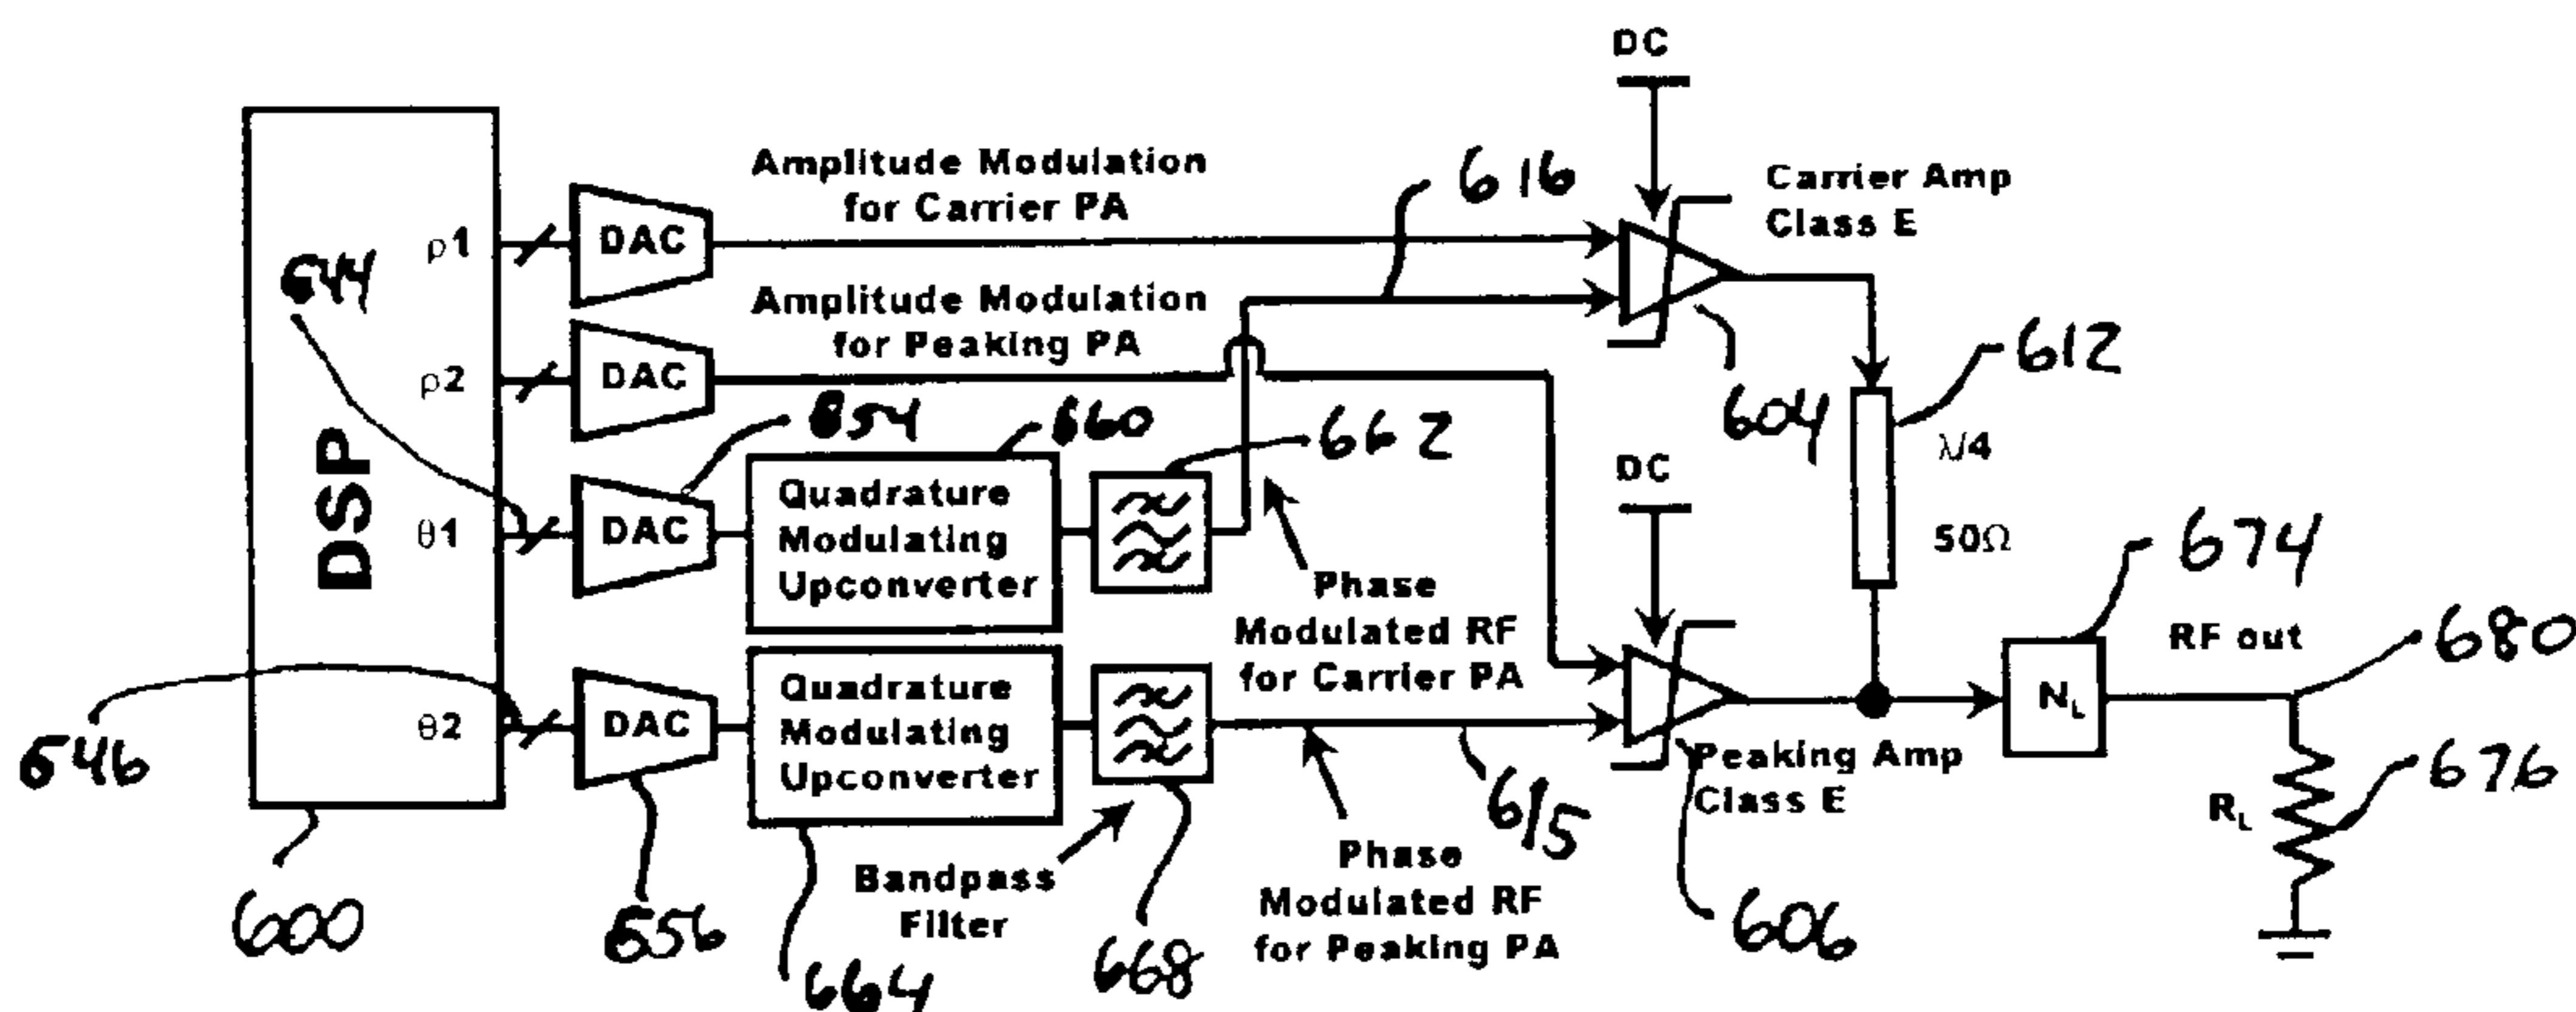 DC
Amplitude Modulation
for Carrier PA
616
Carrier Amp
Class E
DAC
ρ1
644
Amplitude Modulation
for Peaking PA
604
612
DAC
ρ2
654
660
662
DC
λ/4
50Ω
DSP
θ1
DAC
Quadrature
Modulating
Upconverter
Phase
Modulated RF
for Carrier PA
674
RF out
680
646
θ2
DAC
Quadrature
Modulating
Upconverter
N_L
Peaking Amp
Class E
615
R_L
676
Bandpass
Filter
Phase
Modulated RF
for Peaking PA
600
656
664
668
606